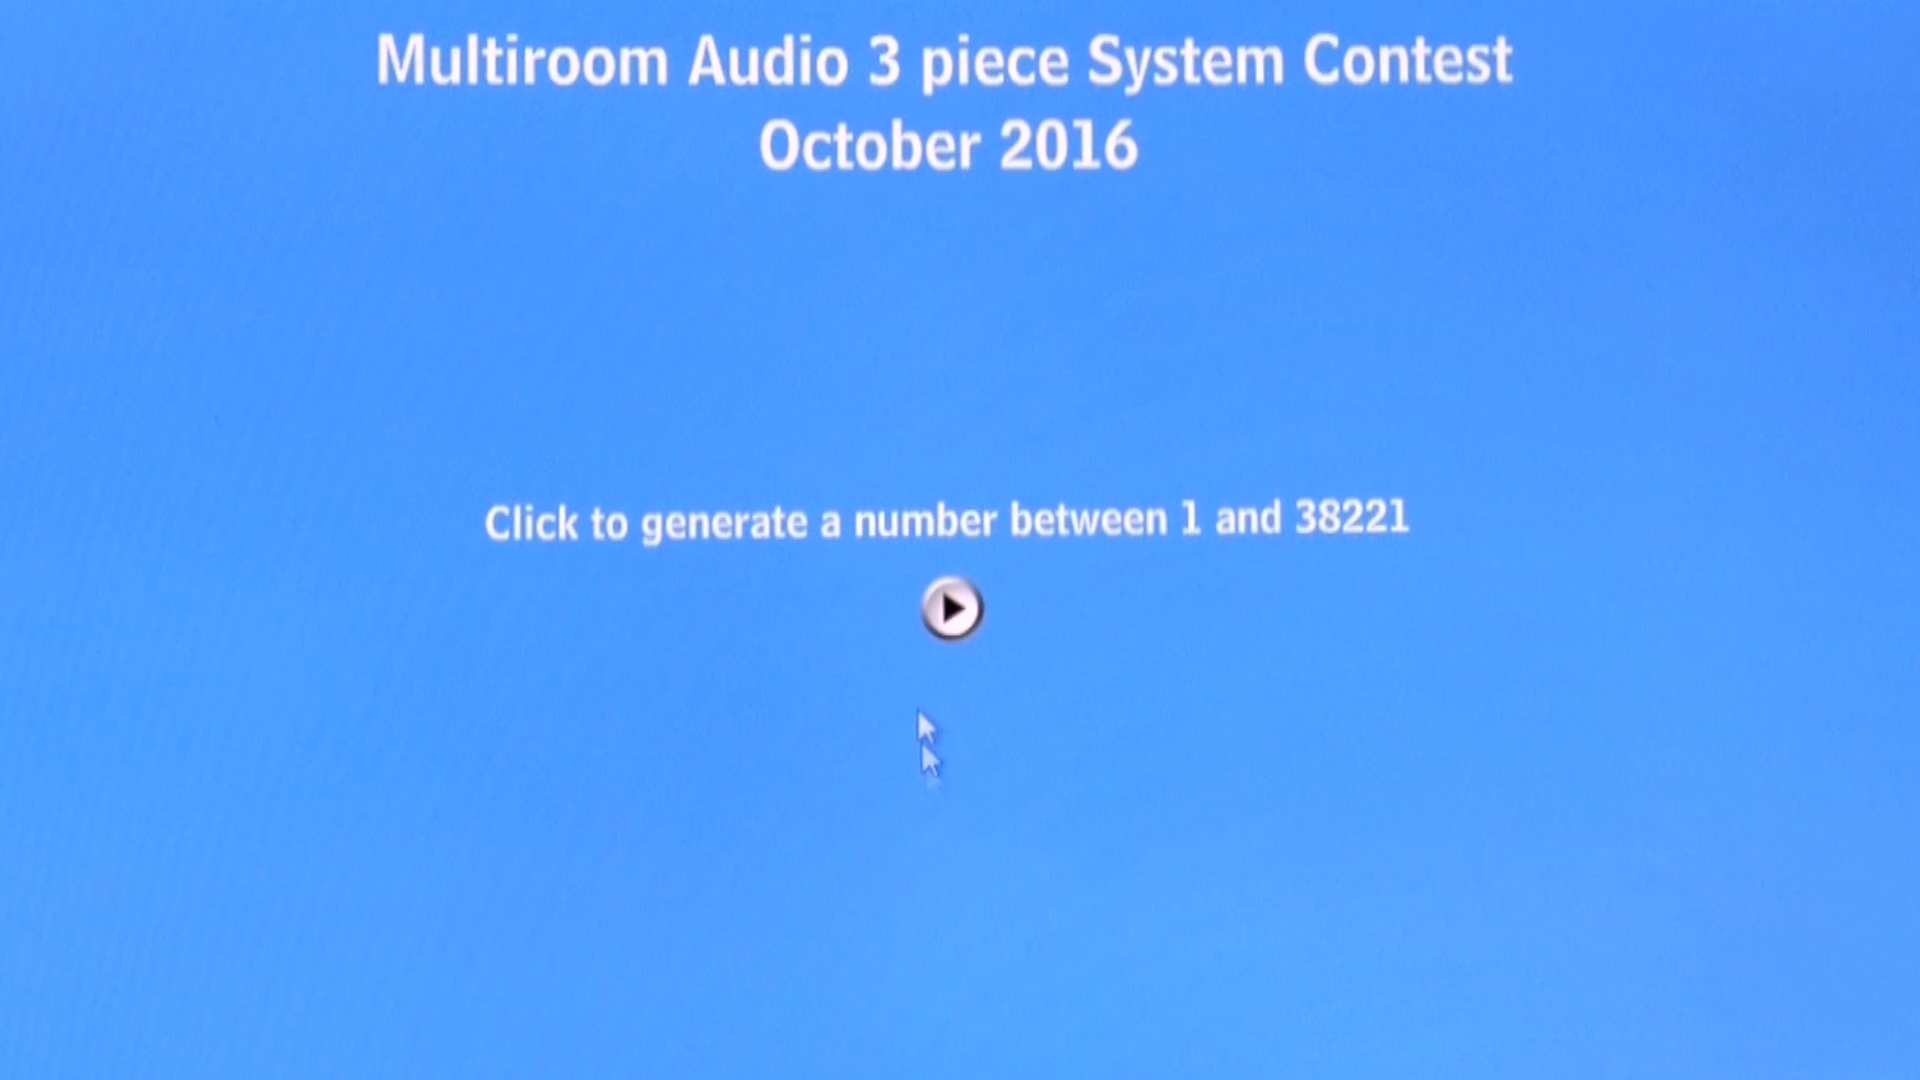 Multiroom Audio 3 piece System Contest
October 2016
Click to generate a number between 1 and 38221